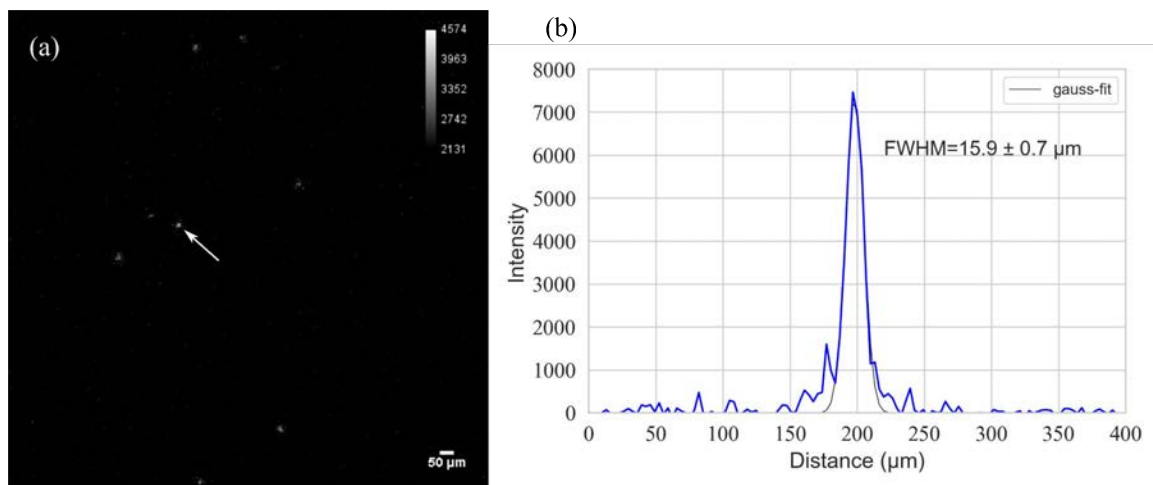 (a)
4574
3963
3352
2742
2131
50 µm
(b)
8000
7000
6000
5000
4000
3000
2000
1000
0
Intensity
gauss-fit
FWHM=15.9 ± 0.7 µm
0 50 100 150 200 250 300 350 400
Distance (µm)